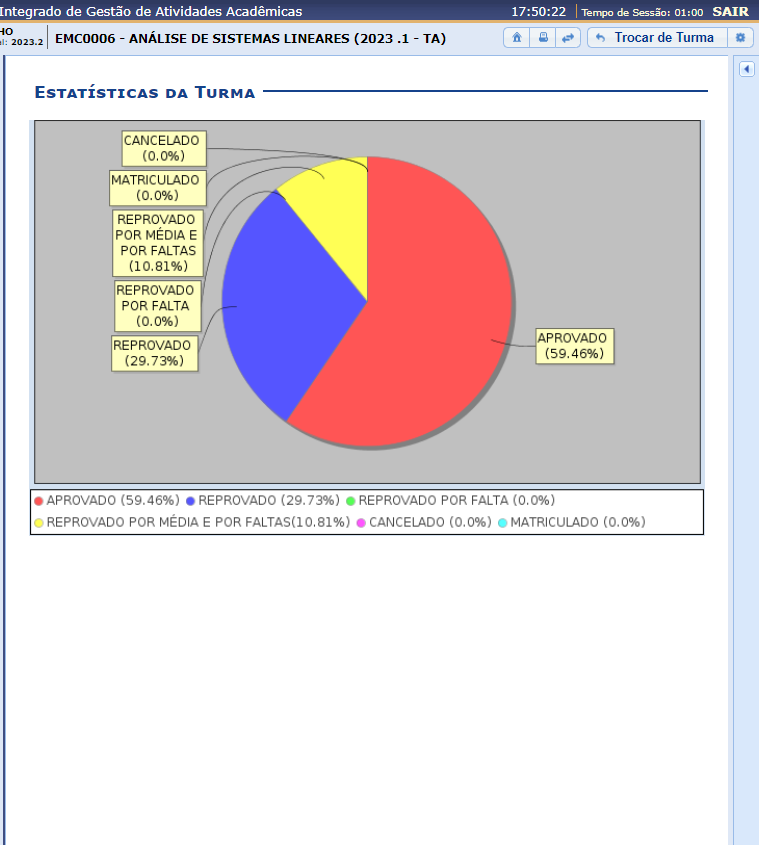 Integrado de Gestão de Atividades Acadêmicas 17:50:22 Tempo de Sessão: 01:00 SAIR
HO
el: 2023.2
EMC0006 - ANÁLISE DE SISTEMAS LINEARES (2023 .1 - TA)
Trocar de Turma
Estatísticas da Turma
CANCELADO
(0.0%)
MATRICULADO
(0.0%)
REPROVADO
POR MÉDIA E
POR FALTAS
(10.81%)
REPROVADO
POR FALTA
(0.0%)
REPROVADO
(29.73%)
APROVADO
(59.46%)
APROVADO (59.46%) REPROVADO (29.73%) REPROVADO POR FALTA (0.0%)
REPROVADO POR MÉDIA E POR FALTAS(10.81%) CANCELADO (0.0%) MATRICULADO (0.0%)